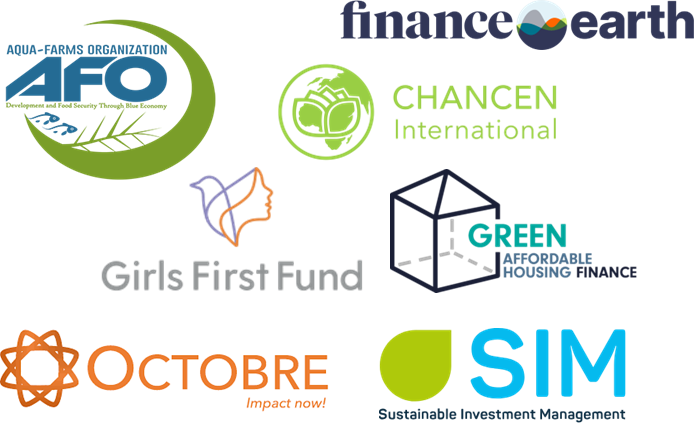 finance earth
AQUA-FARMS ORGANIZATION
AFO
Development and Food Security Through Blue Economy
CHANCEN
International
Girls First Fund
GREEN
AFFORDABLE
HOUSING FINANCE
OCTOBRE
Impact now!
SIM
Sustainable Investment Management